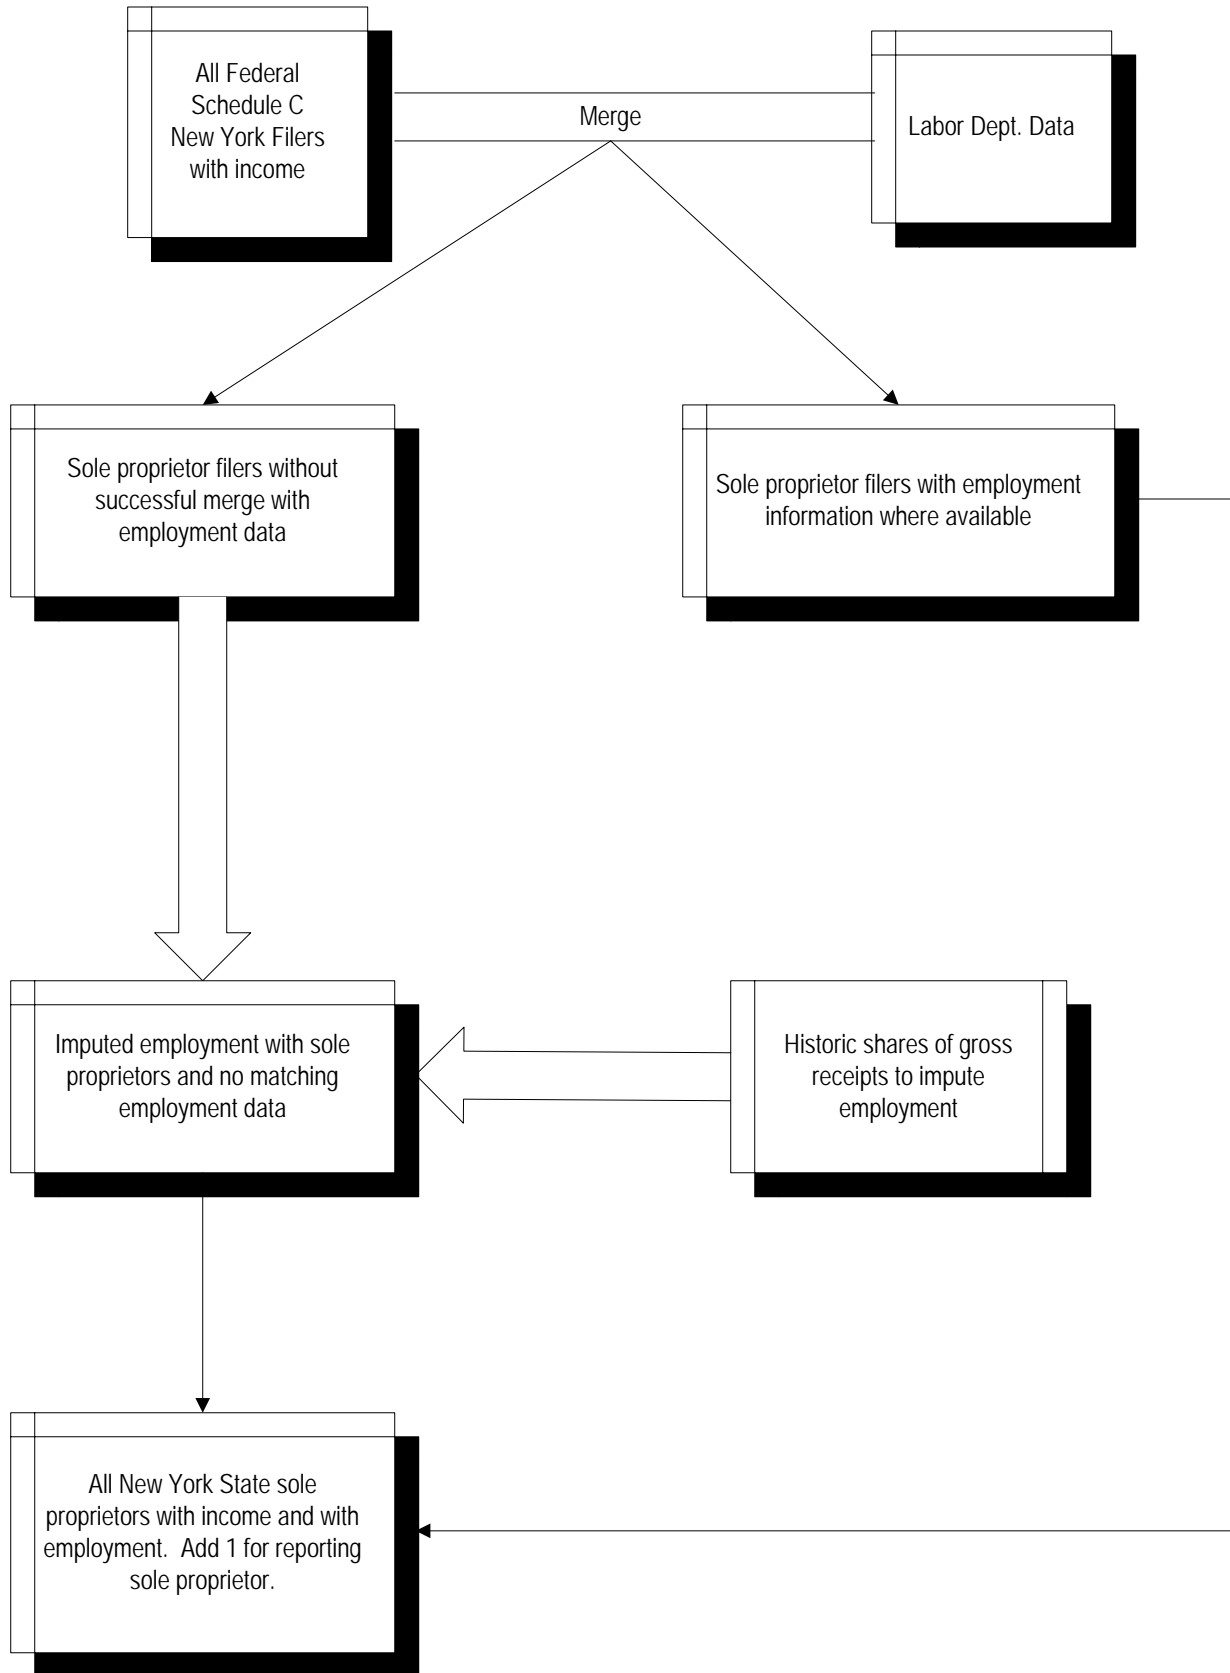 All Federal
Schedule C
New York Filers
with income
Merge
Labor Dept. Data
Sole proprietor filers without
successful merge with
employment data
Sole proprietor filers with employment
information where available
Imputed employment with sole
proprietors and no matching
employment data
Historic shares of gross
receipts to impute
employment
All New York State sole
proprietors with income and with
employment. Add 1 for reporting
sole proprietor.